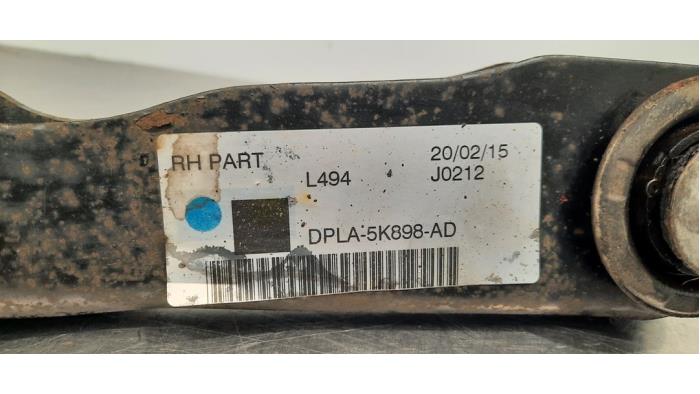 RH PART
20/02/15
L494
J0212
DPLA-5K898-AD